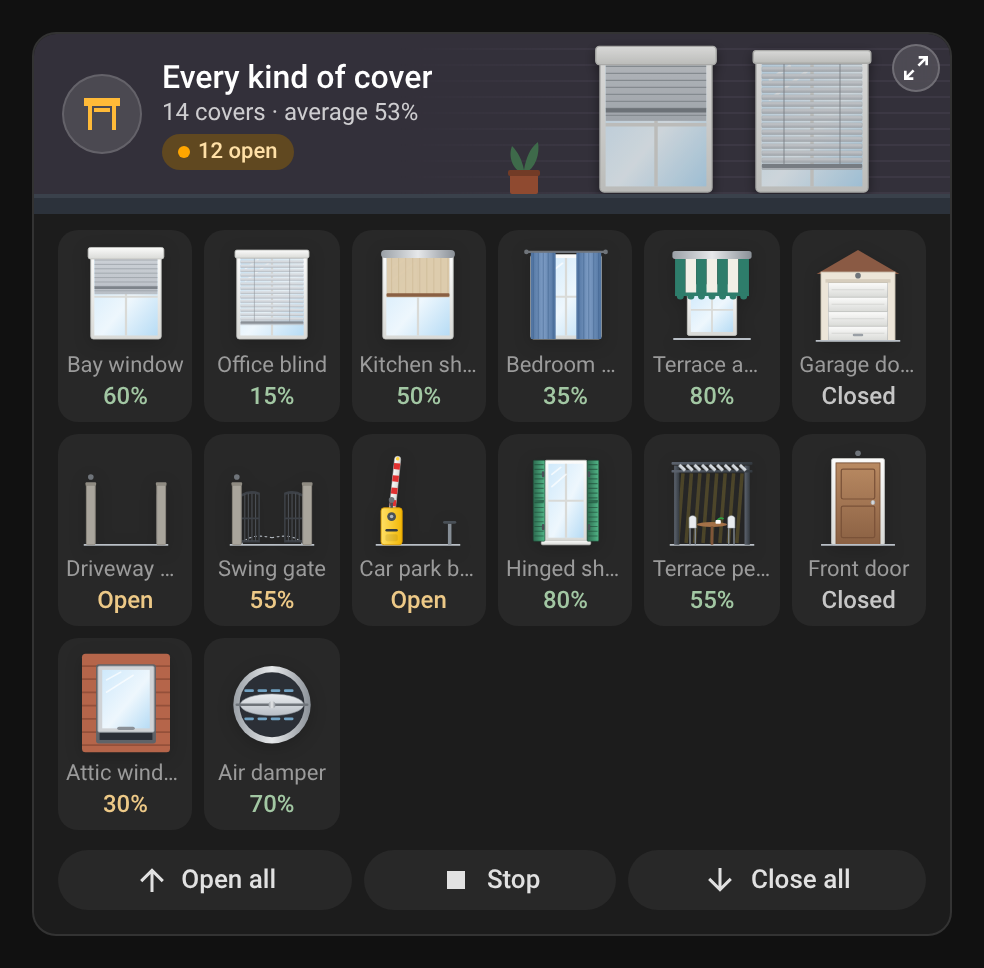 Every kind of cover
14 covers · average 53%
12 open
Bay window
60%
Office blind
15%
Kitchen sh...
50%
Bedroom ...
35%
Terrace a...
80%
Garage do...
Closed
Driveway ...
Open
Swing gate
55%
Car park b...
Open
Hinged sh...
80%
Terrace pe...
55%
Front door
Closed
Attic wind...
30%
Air damper
70%
Open all
Stop
Close all